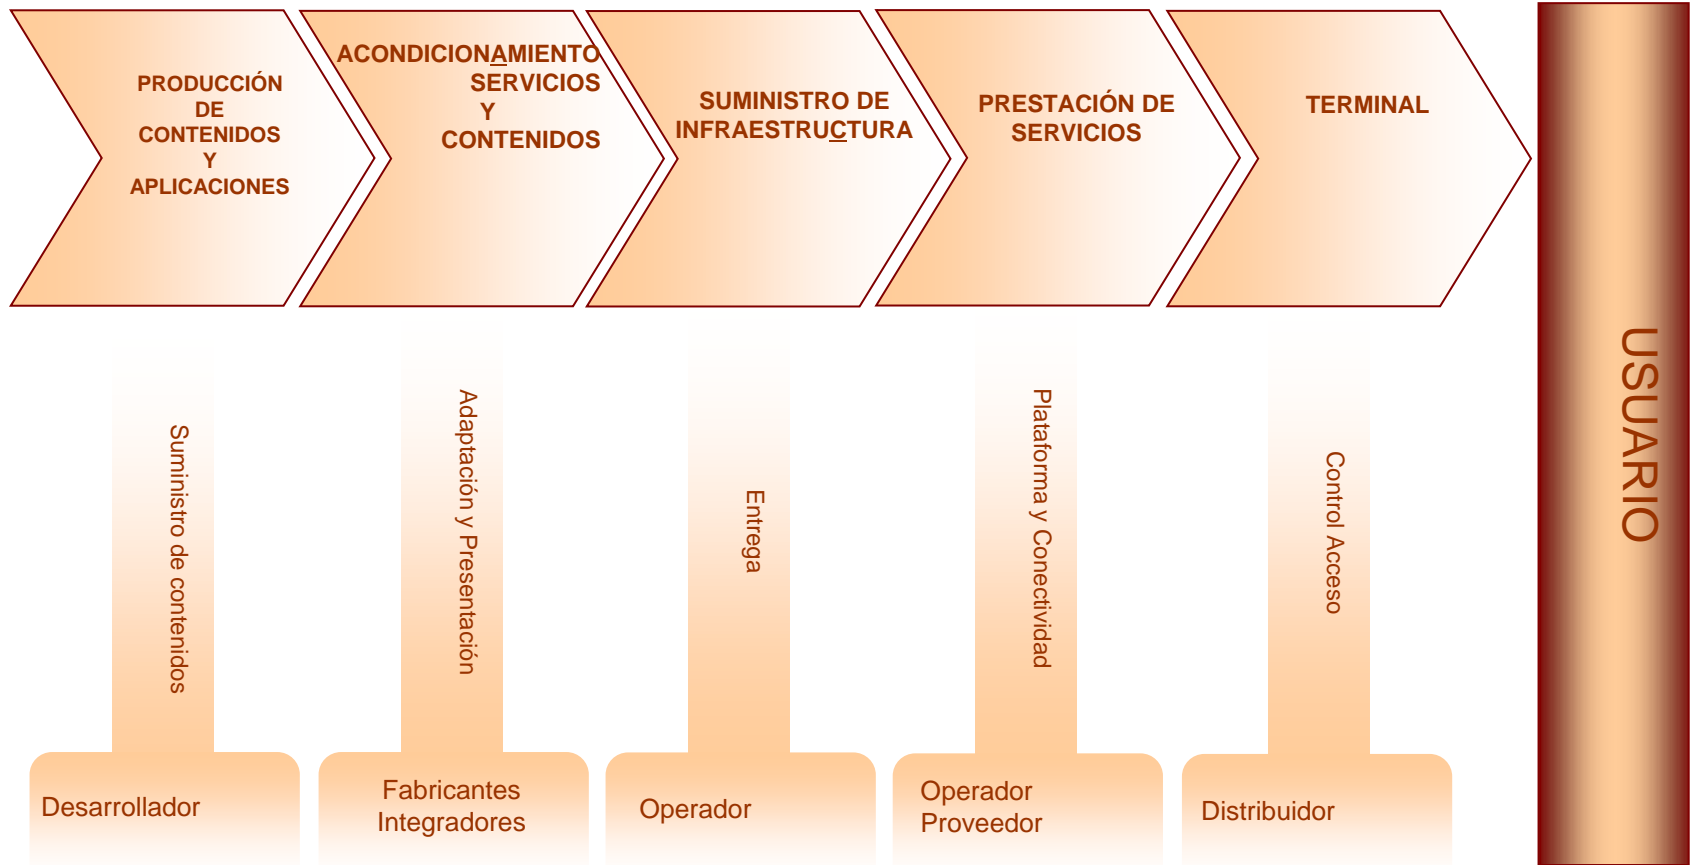 PRODUCCIÓN
DE
CONTENIDOS
Y
APLICACIONES
ACONDICIONAMIENTO
SERVICIOS
Y
CONTENIDOS
SUMINISTRO DE
INFRAESTRUCTURA
PRESTACIÓN DE
SERVICIOS
TERMINAL
USUARIO
Suministro de contenidos
Adaptación y Presentación
Entrega
Plataforma y Conectividad
Control Acceso
Desarrollador
Fabricantes
Integradores
Operador
Operador
Proveedor
Distribuidor